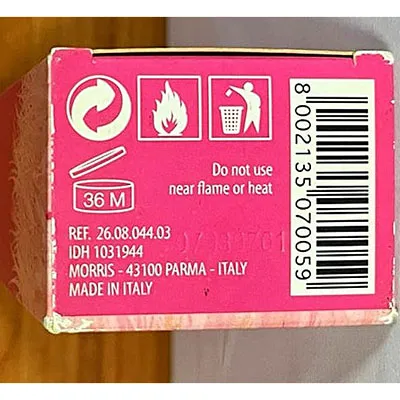 36 M
Do not use
near flame or heat
REF. 26.08.044.03
IDH 1031944
MORRIS - 43100 PARMA - ITALY
MADE IN ITALY
8 002135 070059